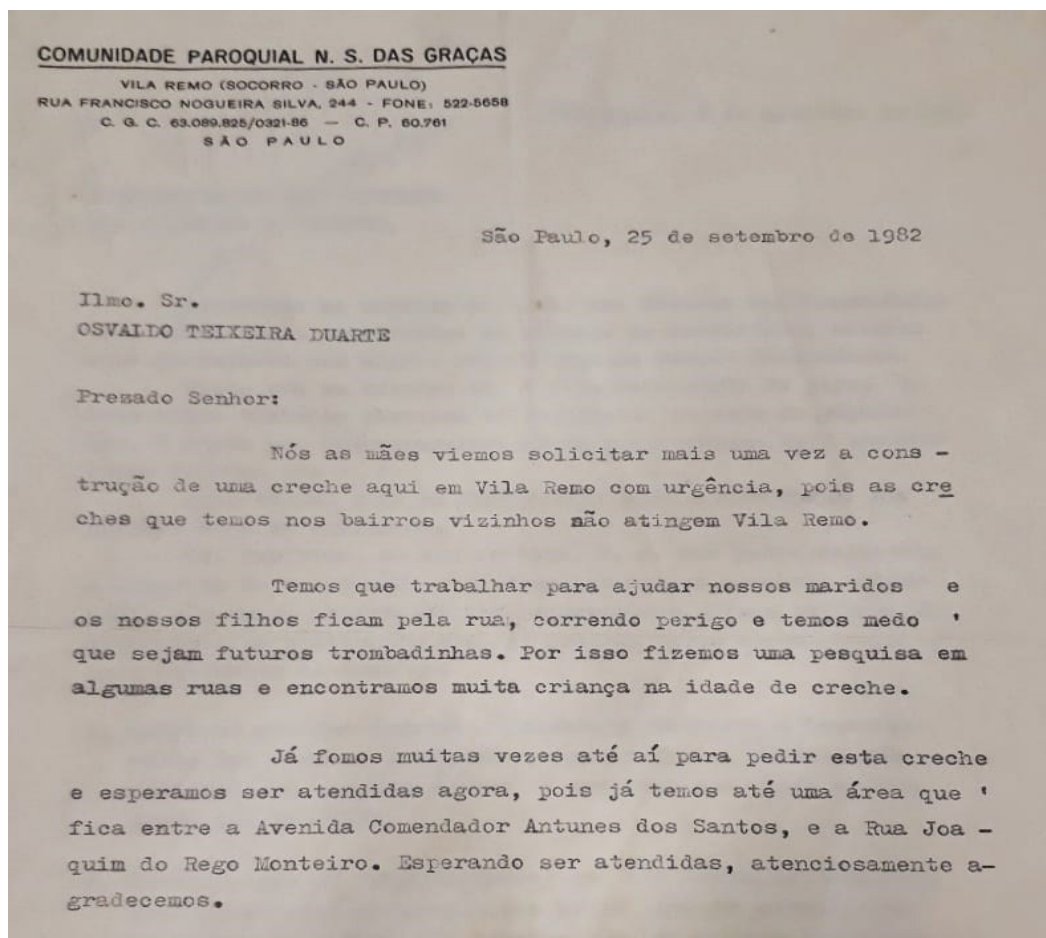 COMUNIDADE PAROQUIAL N. S. DAS GRAÇAS
VILA REMO (SOCORRO - SÃO PAULO)
RUA FRANCISCO NOGUEIRA SILVA, 244 - FONE: 522-5658
C. G. C. 63.089.825/0321-86 — C. P. 60.761
SÃO PAULO
São Paulo, 25 de setembro de 1982
Ilmo. Sr.
OSVALDO TEIXEIRA DUARTE
Prezado Senhor:
Nós as mães viemos solicitar mais uma vez a cons -
trução de uma creche aqui em Vila Remo com urgência, pois as cre
ches que temos nos bairros vizinhos não atingem Vila Remo.
Temos que trabalhar para ajudar nossos maridos e
os nossos filhos ficam pela rua, correndo perigo e temos medo '
que sejam futuros trombadinhas. Por isso fizemos uma pesquisa em
algumas ruas e encontramos muita criança na idade de creche.
Já fomos muitas vezes até aí para pedir esta creche
e esperamos ser atendidas agora, pois já temos até uma área que '
fica entre a Avenida Comendador Antunes dos Santos, e a Rua Joa -
quim do Rego Monteiro. Esperando ser atendidas, atenciosamente a-
gradecemos.